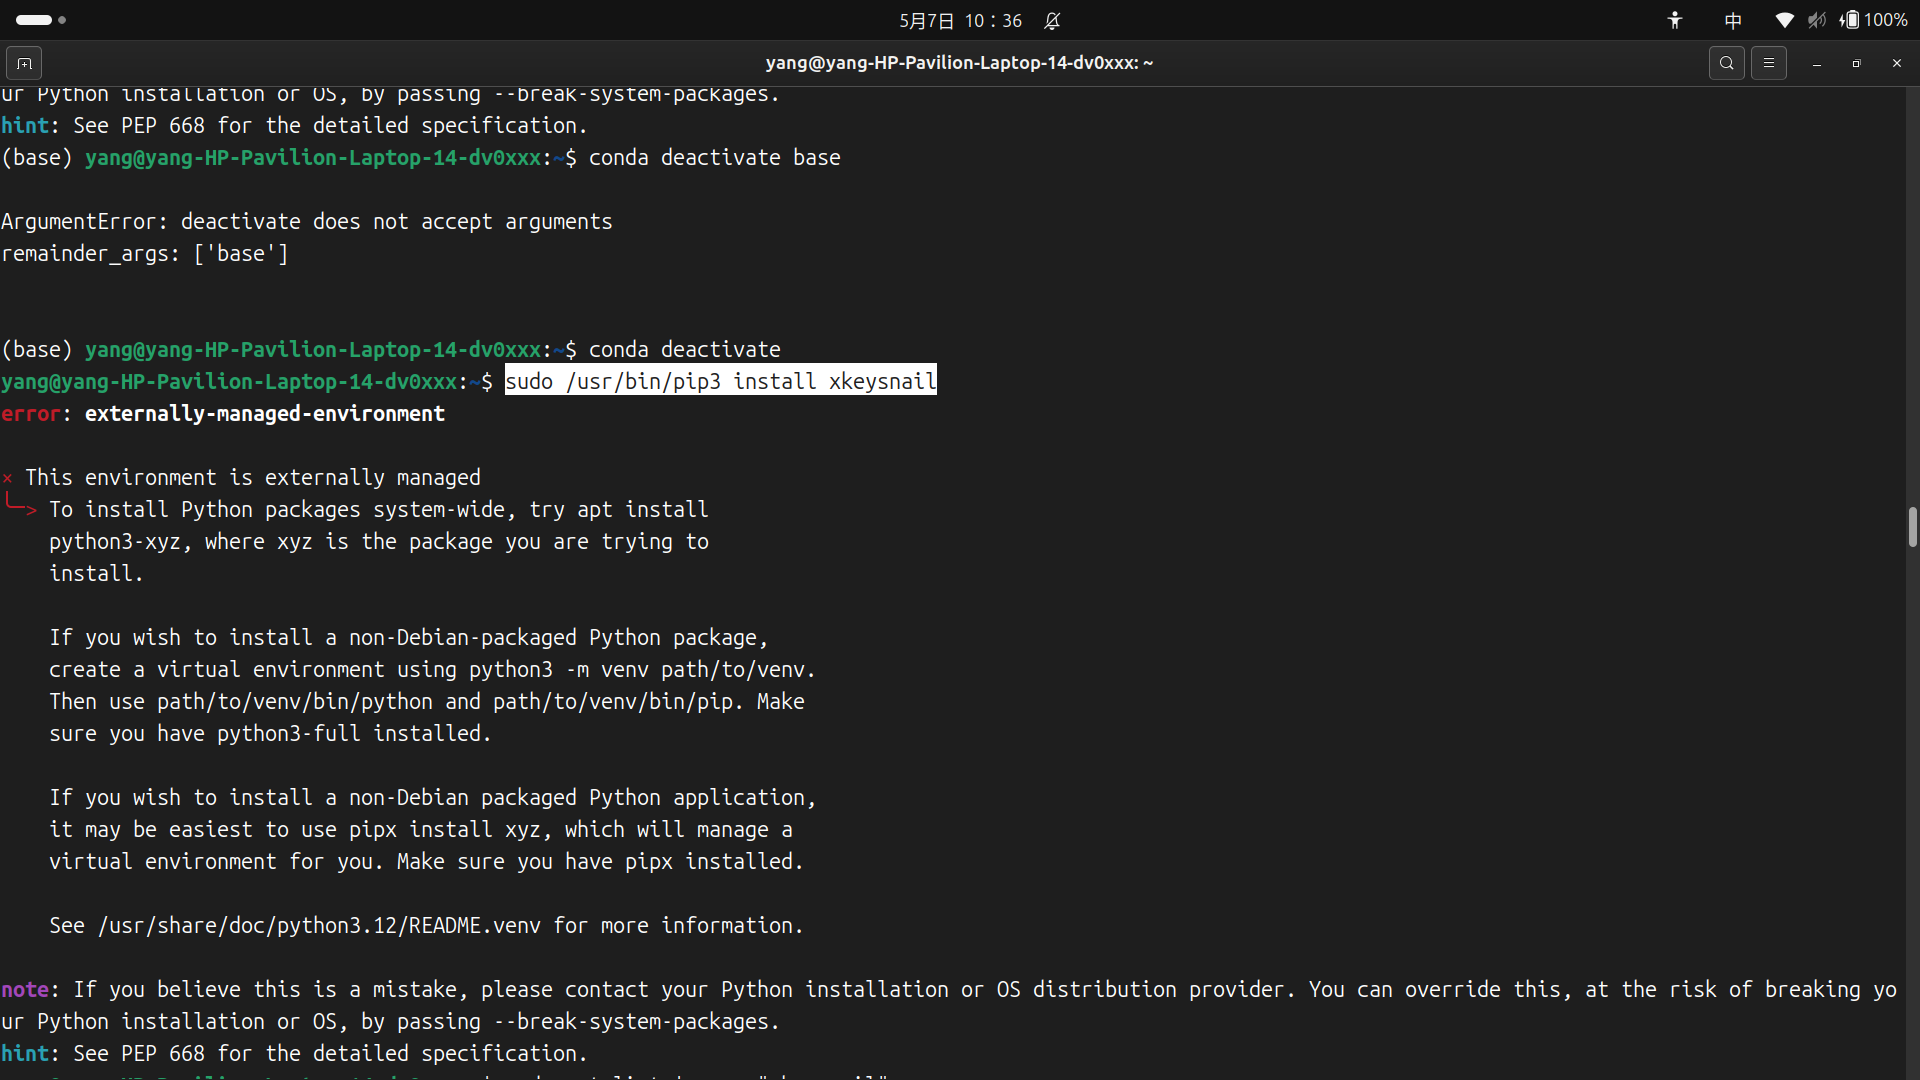 5月7日 10：36
中
100%
yang@yang-HP-Pavilion-Laptop-14-dv0xxx: ~
ur Python installation or OS, by passing --break-system-packages.
hint: See PEP 668 for the detailed specification.
(base) yang@yang-HP-Pavilion-Laptop-14-dv0xxx:~$ conda deactivate base
ArgumentError: deactivate does not accept arguments
remainder_args: ['base']
(base) yang@yang-HP-Pavilion-Laptop-14-dv0xxx:~$ conda deactivate
yang@yang-HP-Pavilion-Laptop-14-dv0xxx:~$ sudo /usr/bin/pip3 install xkeysnail
error: externally-managed-environment
× This environment is externally managed
╰─> To install Python packages system-wide, try apt install
python3-xyz, where xyz is the package you are trying to
install.
If you wish to install a non-Debian-packaged Python package,
create a virtual environment using python3 -m venv path/to/venv.
Then use path/to/venv/bin/python and path/to/venv/bin/pip. Make
sure you have python3-full installed.
If you wish to install a non-Debian packaged Python application,
it may be easiest to use pipx install xyz, which will manage a
virtual environment for you. Make sure you have pipx installed.
See /usr/share/doc/python3.12/README.venv for more information.
note: If you believe this is a mistake, please contact your Python installation or OS distribution provider. You can override this, at the risk of breaking yo
ur Python installation or OS, by passing --break-system-packages.
hint: See PEP 668 for the detailed specification.